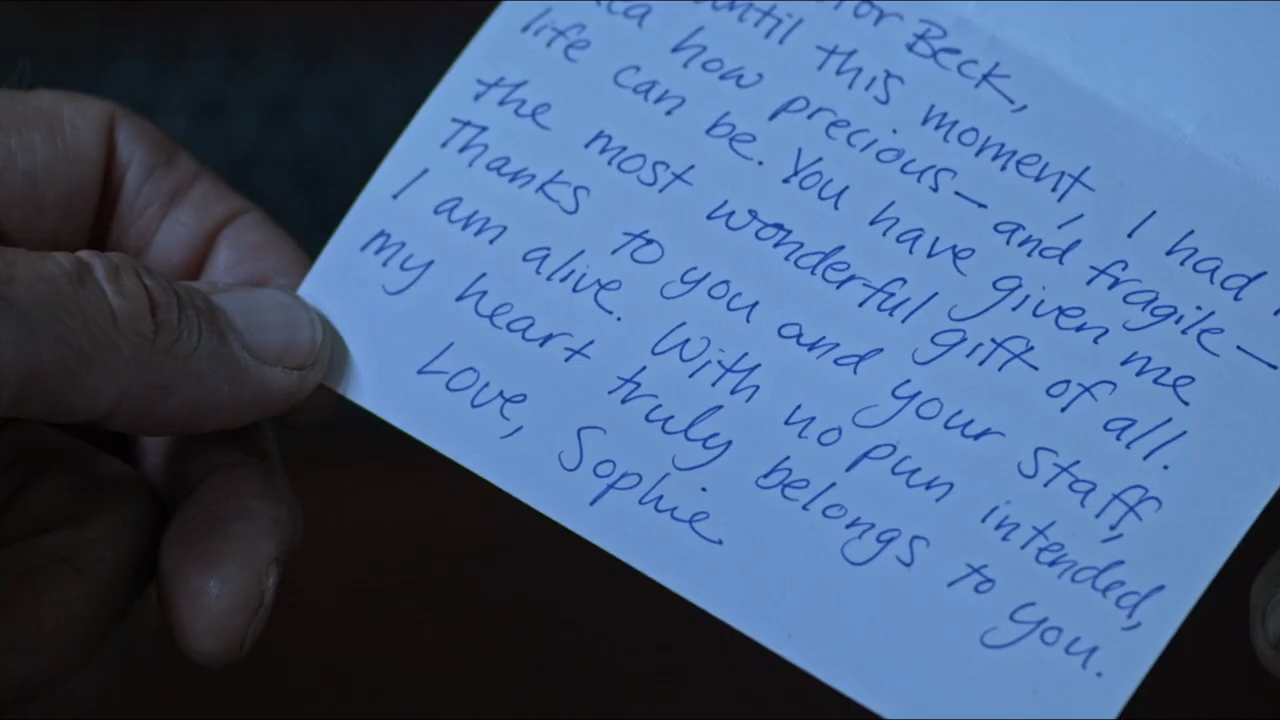 Beck,
until this moment, I had
how precious— and fragile—
life can be. You have given me
the most wonderful gift of all.
Thanks to you and your staff,
I am alive. With no pun intended,
my heart truly belongs to you.
Love, Sophie